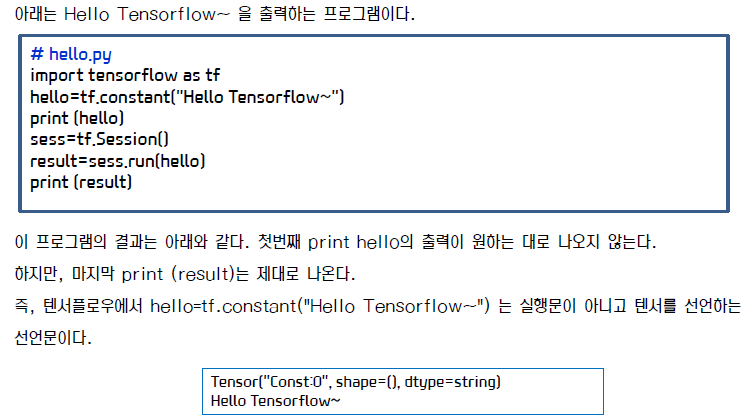 아래는 Hello Tensorflow~ 을 출력하는 프로그램이다.
# hello.py
import tensorflow as tf
hello=tf.constant("Hello Tensorflow~")
print (hello)
sess=tf.Session()
result=sess.run(hello)
print (result)
이 프로그램의 결과는 아래와 같다. 첫번째 print hello의 출력이 원하는 대로 나오지 않는다.
하지만, 마지막 print (result)는 제대로 나온다.
즉, 텐서플로우에서 hello=tf.constant("Hello Tensorflow~") 는 실행문이 아니고 텐서를 선언하는
선언문이다.
Tensor("Const:0", shape=(), dtype=string)
Hello Tensorflow~